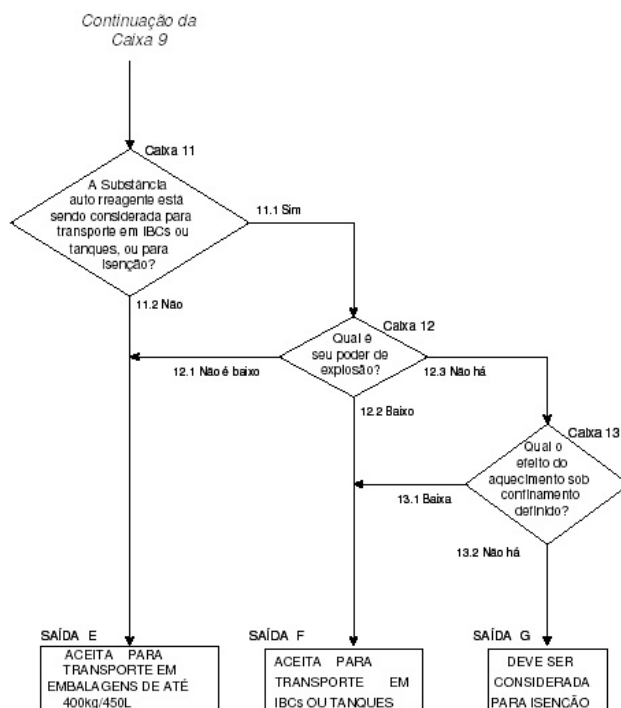 Continuação da
Caixa 9
Caixa 11
A Substância
auto rreagente está
sendo considerada para
transporte em IBCs ou
tanques, ou para
Isenção?
11.1 Sim
11.2 Não
Caixa 12
Qual é
seu poder de
explosão?
12.1 Não é baixo
12.3 Não há
12.2 Baixo
Caixa 13
Qual o
efeito do
aquecimento sob
confinamento
definido?
13.1 Baixa
13.2 Não há
SAÍDA E
ACEITA PARA
TRANSPORTE EM
EMBALAGENS DE ATÉ
400kg/450L
SAÍDA F
ACEITA PARA
TRANSPORTE EM
IBCs OU TANQUES
SAÍDA G
DEVE SER
CONSIDERADA
PARA ISENÇÃO